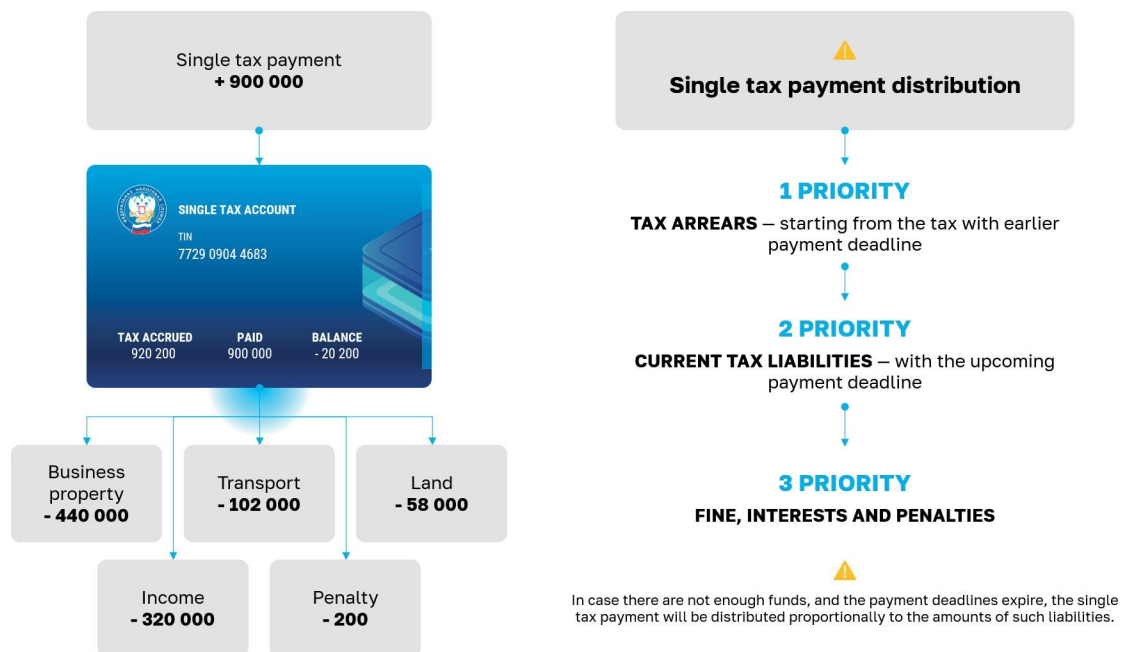 Single tax payment
+ 900 000
SINGLE TAX ACCOUNT
TIN
7729 0904 4683
ФЕДЕРАЛЬНАЯ НАЛОГОВАЯ СЛУЖБА
TAX ACCRUED PAID BALANCE
920 200 900 000 - 20 200
Business
property
- 440 000
Transport
- 102 000
Land
- 58 000
Income
- 320 000
Penalty
- 200
Single tax payment distribution
1 PRIORITY
TAX ARREARS — starting from the tax with earlier
payment deadline
2 PRIORITY
CURRENT TAX LIABILITIES — with the upcoming
payment deadline
3 PRIORITY
FINE, INTERESTS AND PENALTIES
In case there are not enough funds, and the payment deadlines expire, the single
tax payment will be distributed proportionally to the amounts of such liabilities.